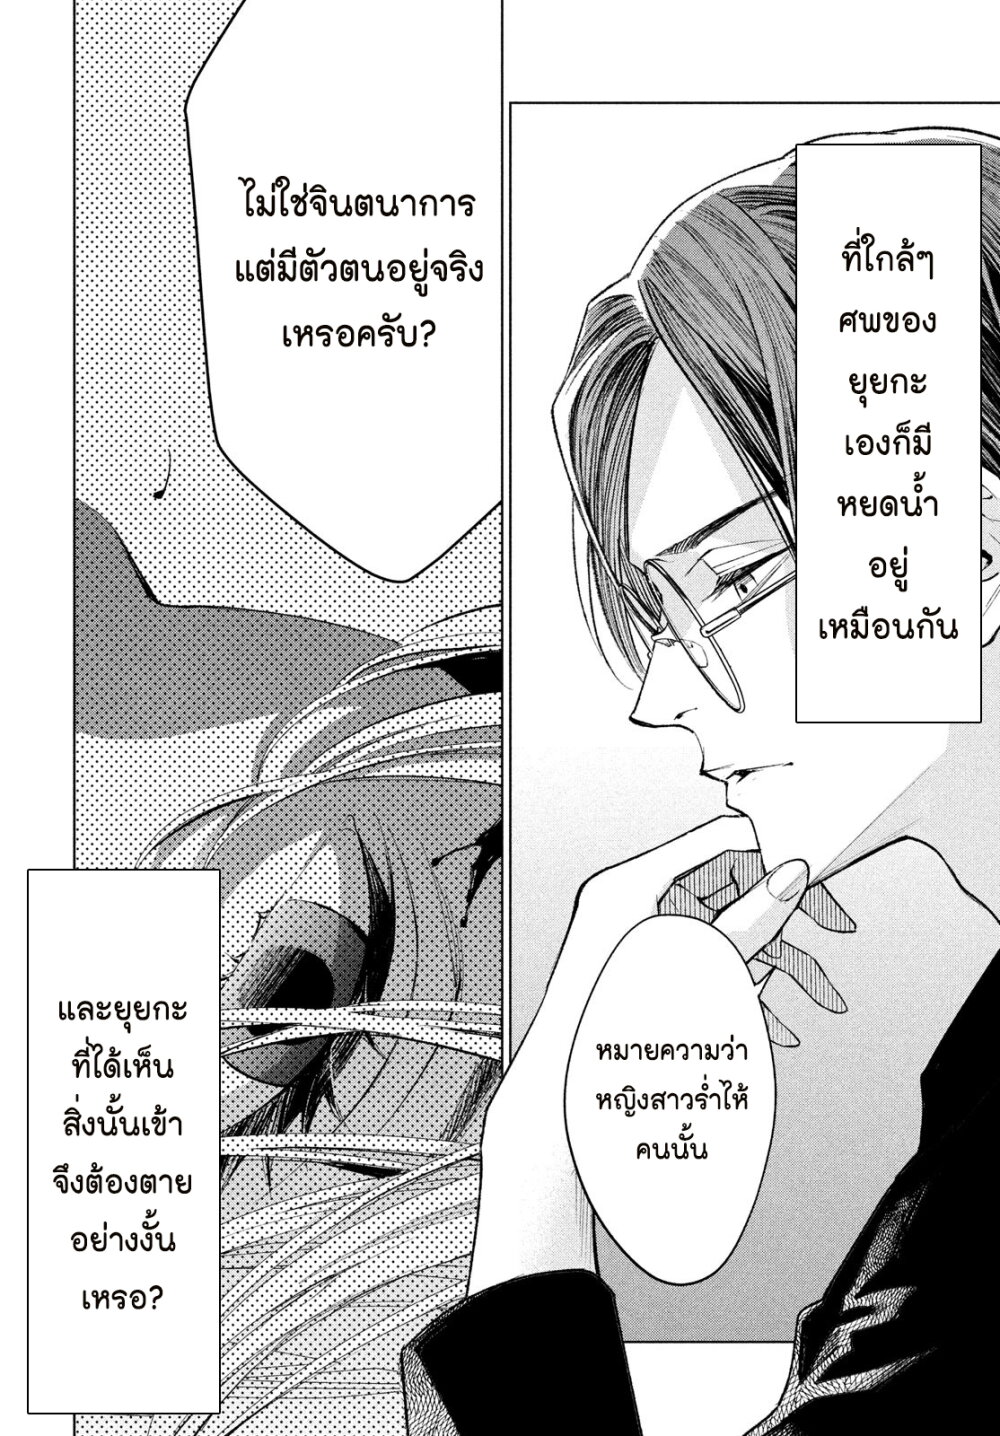 ที่ใกล้ๆ
ศพของ
ยุยกะ
เองก็มี
หยดน้ำ
อยู่
เหมือนกัน
หมายความว่า
หญิงสาวร่ำไห้
คนนั้น
ไม่ใช่จินตนาการ
แต่มีตัวตนอยู่จริง
เหรอครับ?
และยุยกะ
ที่ได้เห็น
สิ่งนั้นเข้า
จึงต้องตาย
อย่างงั้น
เหรอ?